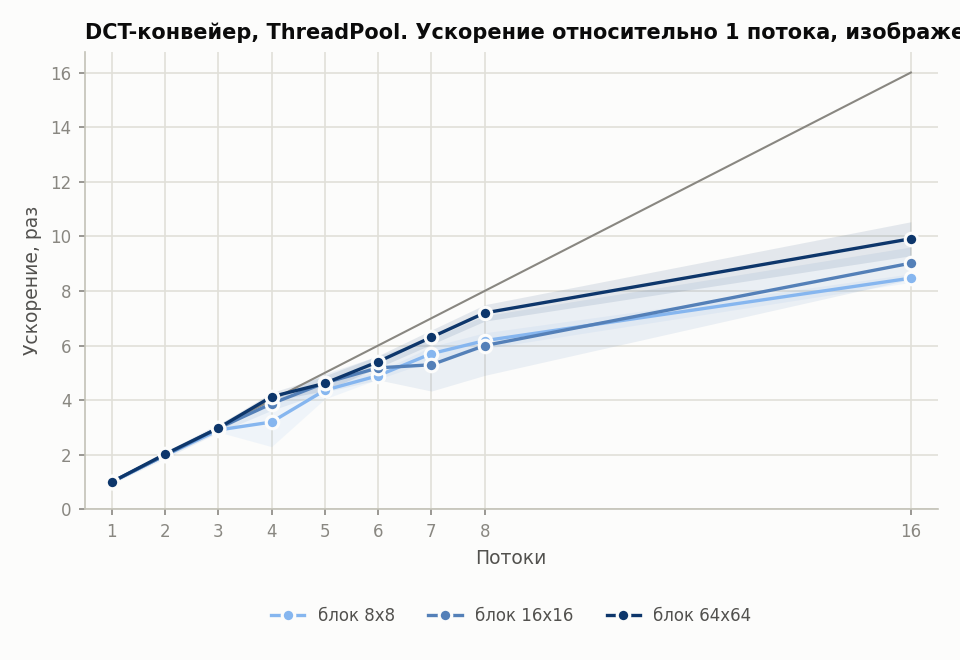 DCT-конвейер, ThreadPool. Ускорение относительно 1 потока, изображе
16
14
12
10
8
6
4
2
0
Ускорение, раз
1 2 3 4 5 6 7 8 16
Потоки
блок 8x8 блок 16x16 блок 64x64